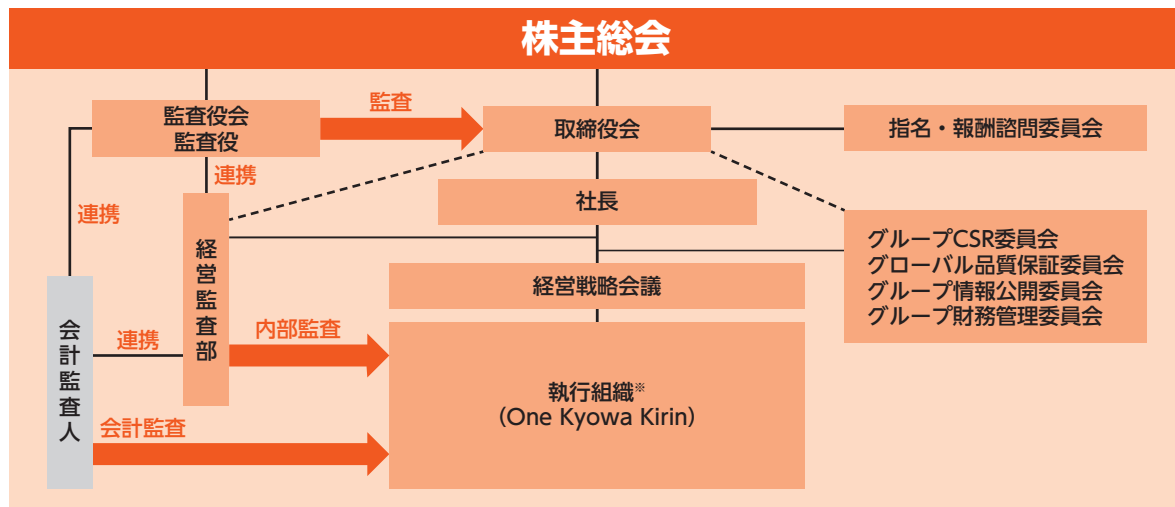 株主総会
監査役会
監査役
監査
取締役会
指名・報酬諮問委員会
連携
連携
社長
経営監査部
グループCSR委員会
グローバル品質保証委員会
グループ情報公開委員会
グループ財務管理委員会
経営戦略会議
会計監査人
連携
内部監査
執行組織※
(One Kyowa Kirin)
会計監査